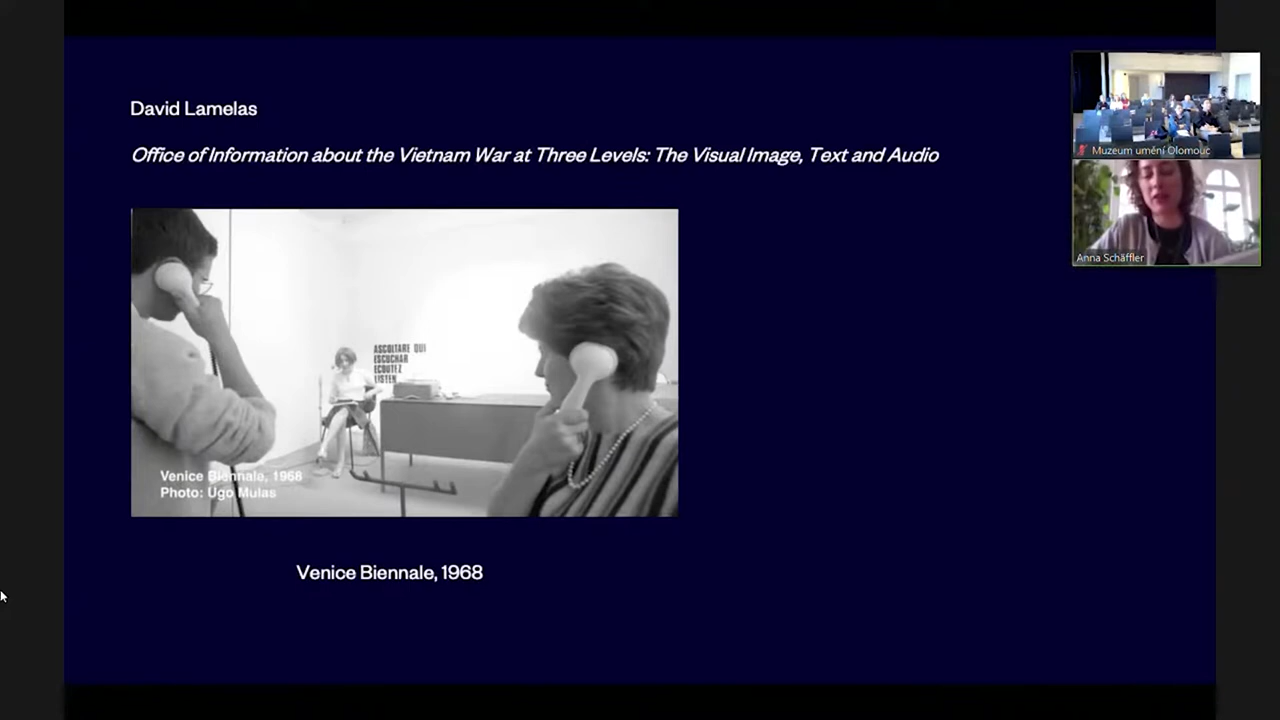 David Lamelas
Office of Information about the Vietnam War at Three Levels: The Visual Image, Text and Audio
ASCOLTARE QUI
ESCUCHAR
ECOUTEZ
LISTEN
Venice Biennale, 1968
Photo: Ugo Mulas
Venice Biennale, 1968
Muzeum umění Olomouc
Anna Schäffler